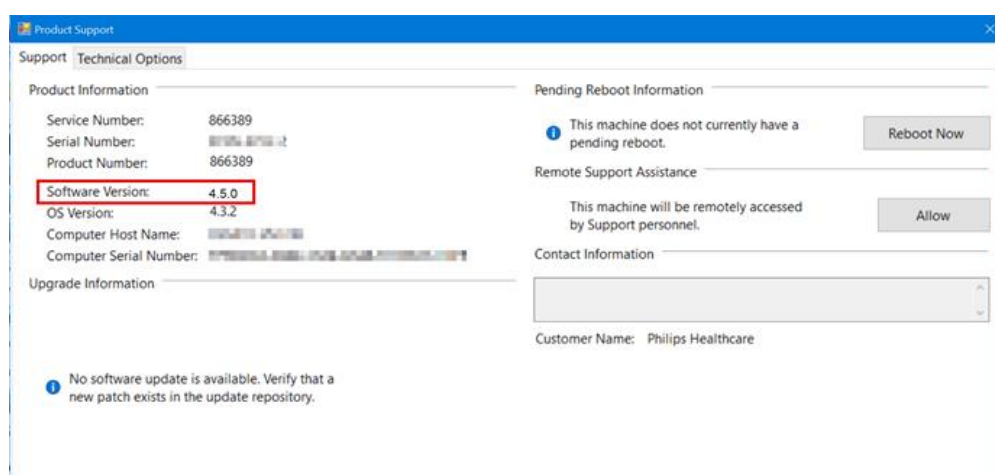 Product Support
Support Technical Options
Product Information
Service Number: 866389
Serial Number:
Product Number: 866389
Software Version: 4.5.0
OS Version: 4.3.2
Computer Host Name:
Computer Serial Number:
Upgrade Information
No software update is available. Verify that a
new patch exists in the update repository.
Pending Reboot Information
This machine does not currently have a
pending reboot.
Reboot Now
Remote Support Assistance
This machine will be remotely accessed
by Support personnel.
Allow
Contact Information
Customer Name: Philips Healthcare